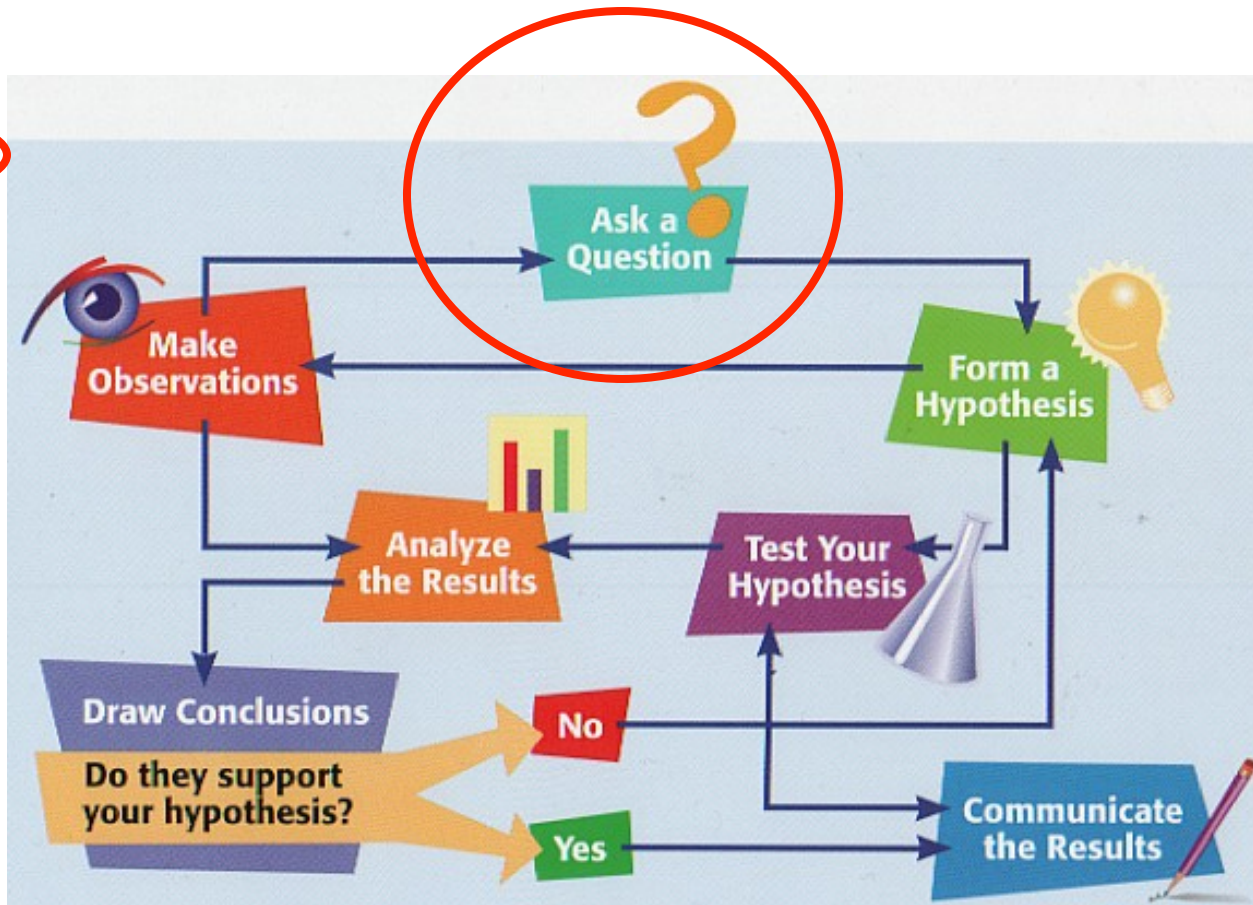 Ask a
Question
Make
Observations
Form a
Hypothesis
Analyze
the Results
Test Your
Hypothesis
Draw Conclusions
Do they support
your hypothesis?
No
Yes
Communicate
the Results